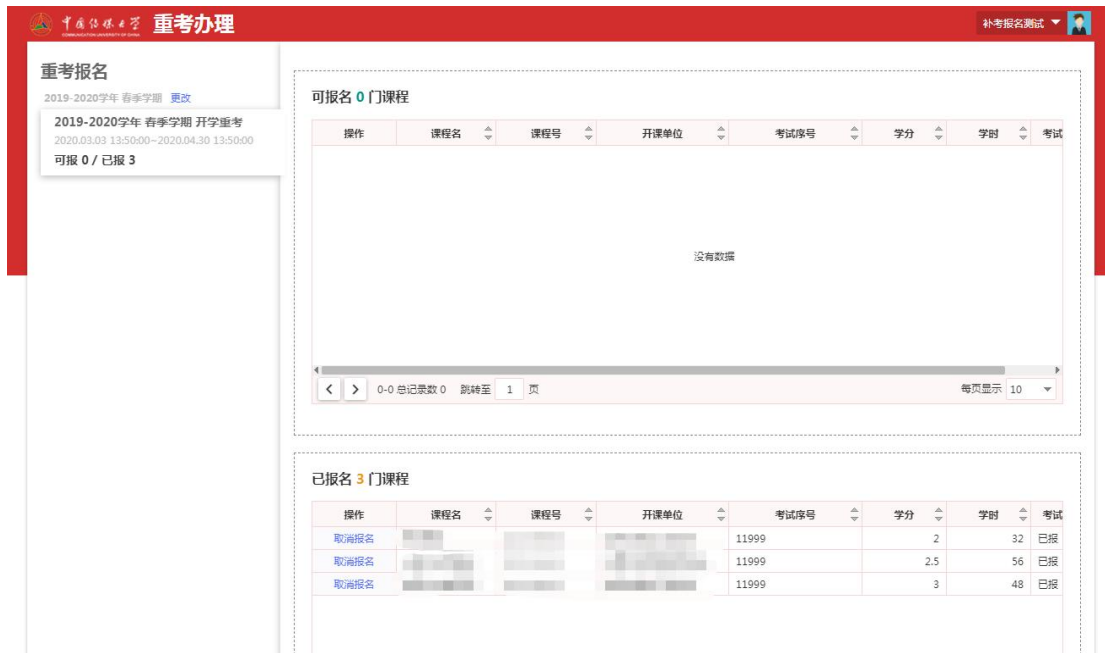 中国传媒大学 重考办理
COMMUNICATION UNIVERSITY OF CHINA
补考报名测试
重考报名
2019-2020学年 春季学期 更改
2019-2020学年 春季学期 开学重考
2020.03.03 13:50:00~2020.04.30 13:50:00
可报 0 / 已报 3
可报名 0 门课程
操作 课程名 课程号 开课单位 考试序号 学分 学时 考试
没有数据
0-0 总记录数 0 跳转至 1 页 每页显示 10
已报名 3 门课程
操作 课程名 课程号 开课单位 考试序号 学分 学时 考试
取消报名 11999 2 32 已报
取消报名 11999 2.5 56 已报
取消报名 11999 3 48 已报